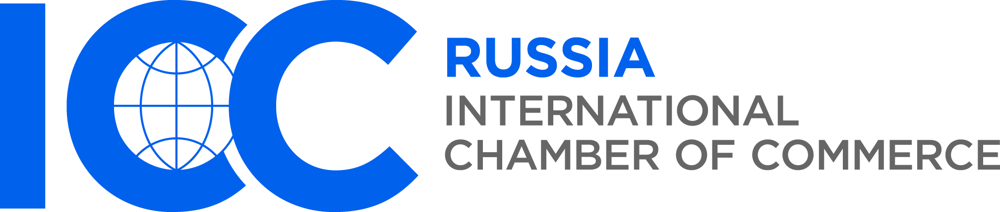 ICC
RUSSIA
INTERNATIONAL
CHAMBER OF COMMERCE